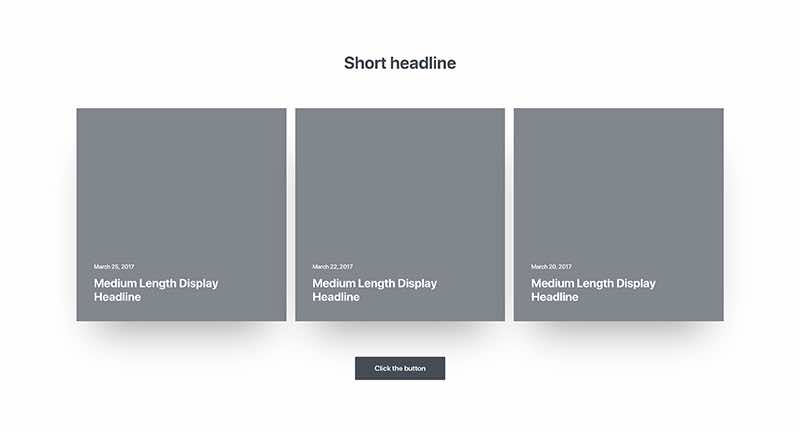 Short headline
March 25, 2017
Medium Length Display
Headline
March 22, 2017
Medium Length Display
Headline
March 20, 2017
Medium Length Display
Headline
Click the button